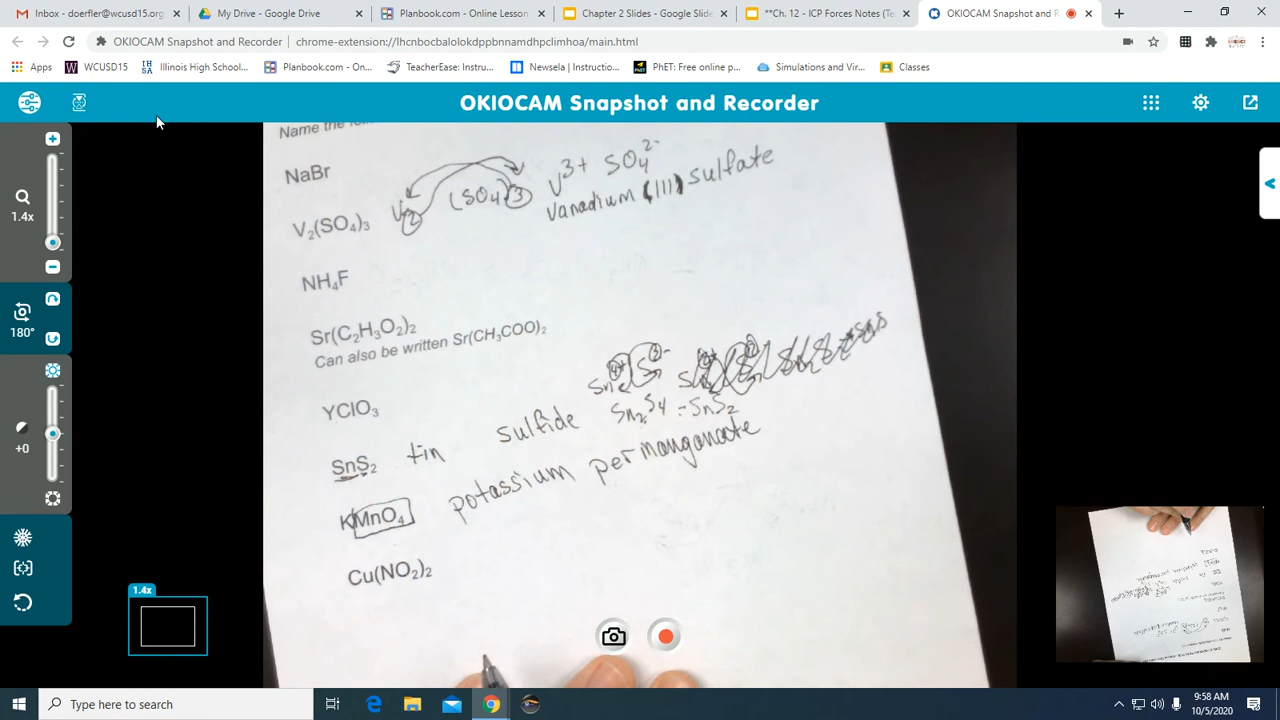 Inbox - doerfler@wcusd15.org
My Drive - Google Drive
Planbook.com - Online Lesson
Chapter 2 Slides - Google Slide
**Ch. 12 - ICP Forces Notes (Te
OKIOCAM Snapshot and R
OKIOCAM Snapshot and Recorder | chrome-extension://lhcnbocbalolokdppbnnamdhpclimhoa/main.html
Apps WCUSD15 Illinois High School... Planbook.com - On... TeacherEase: Instru... Newsela | Instructio... PhET: Free online p... Simulations and Vir... Classes
OKIOCAM Snapshot and Recorder
1.4x
180°
+0
1.4x
Name the
NaBr
V₂(SO₄)₃ V₂ (SO₄)3 V3+ SO₄2-
Vanadium (III) sulfate
NH₄F
Sr(C₂H₃O₂)₂
Can also be written Sr(CH₃COO)₂
YClO₃
SnS₂ tin sulfide Sn₂S₄ = SnS₂
KMnO₄ potassium permanganate
Cu(NO₂)₂
Type here to search
9:58 AM
10/5/2020